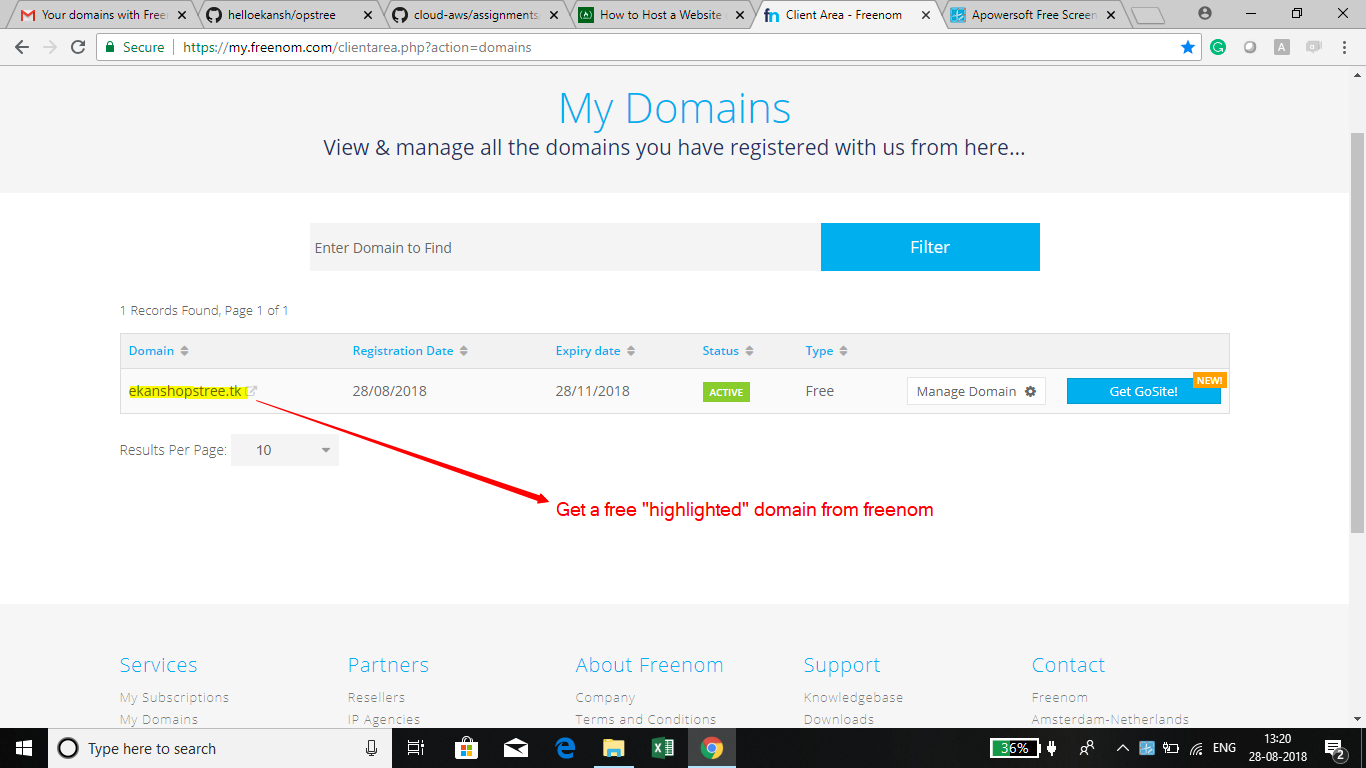 Your domains with Freen
helloekansh/opstree
cloud-aws/assignments
How to Host a Website
fn Client Area - Freenom
Apowersoft Free Screen
Secure https://my.freenom.com/clientarea.php?action=domains
My Domains
View & manage all the domains you have registered with us from here...
Enter Domain to Find Filter
1 Records Found, Page 1 of 1
Domain Registration Date Expiry date Status Type
NEW!
ekanshopstree.tk 28/08/2018 28/11/2018 ACTIVE Free Manage Domain Get GoSite!
Results Per Page: 10
Get a free "highlighted" domain from freenom
Services Partners About Freenom Support Contact
My Subscriptions Resellers Company Knowledgebase Freenom
My Domains IP Agencies Terms and Conditions Downloads Amsterdam-Netherlands
Type here to search 36% ENG 13:20
28-08-2018 2